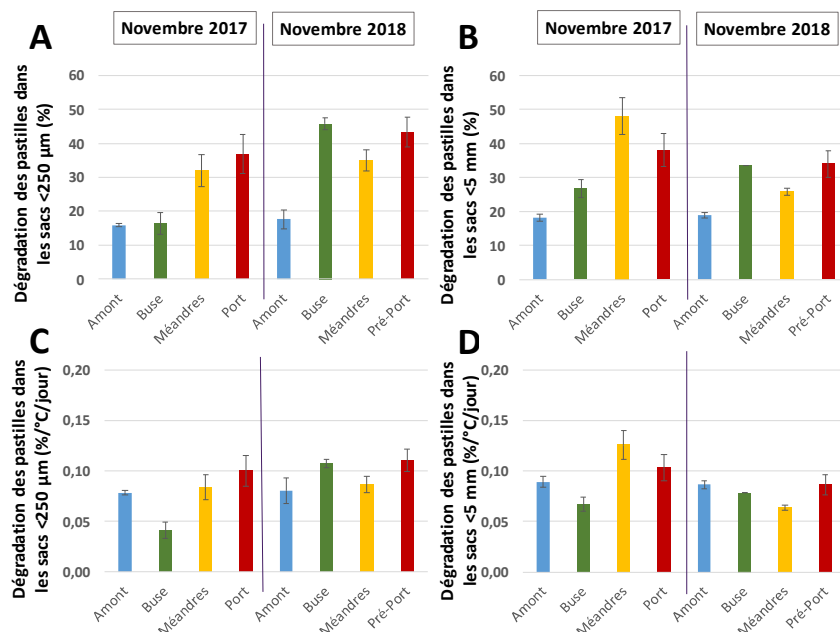 A
Novembre 2017
Novembre 2018
Dégradation des pastilles dans
les sacs <250 µm (%)
60
50
40
30
20
10
0
Amont
Buse
Méandres
Port
Amont
Buse
Méandres
Pré-Port
B
Novembre 2017
Novembre 2018
Dégradation des pastilles dans
les sacs <5 mm (%)
60
50
40
30
20
10
0
Amont
Buse
Méandres
Port
Amont
Buse
Méandres
Pré-Port
C
Dégradation des pastilles dans
les sacs <250 µm (%/°C/jour)
0,20
0,15
0,10
0,05
0,00
Amont
Buse
Méandres
Port
Amont
Buse
Méandres
Pré-Port
D
Dégradation des pastilles dans
les sacs <5 mm (%/°C/jour)
0,20
0,15
0,10
0,05
0,00
Amont
Buse
Méandres
Port
Amont
Buse
Méandres
Pré-Port